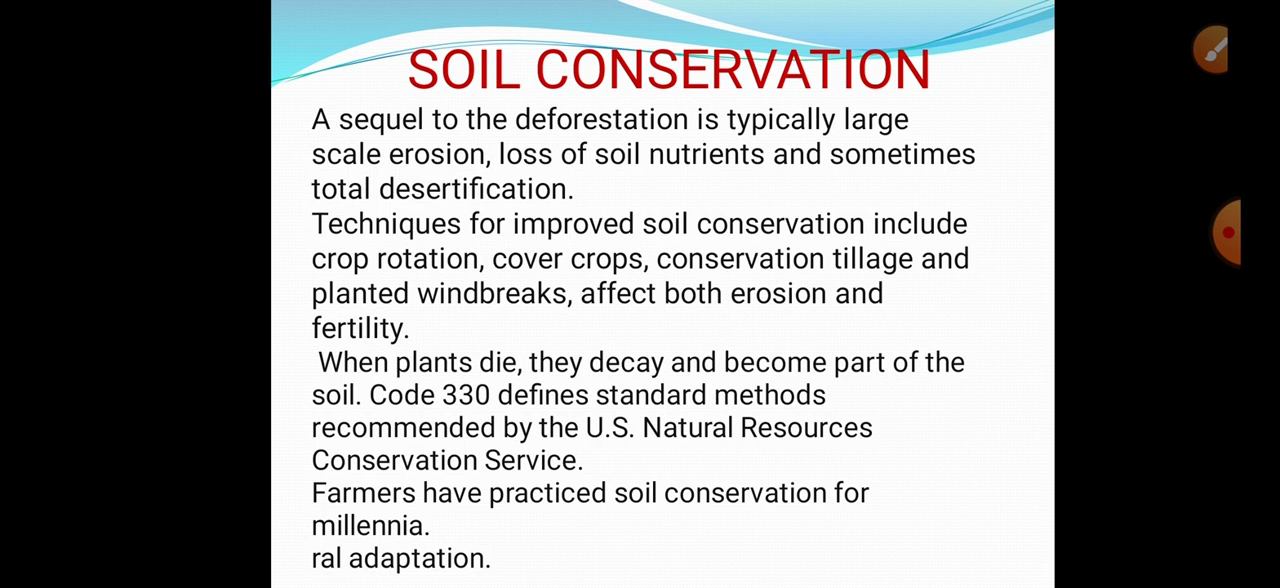 SOIL CONSERVATION
A sequel to the deforestation is typically large
scale erosion, loss of soil nutrients and sometimes
total desertification.
Techniques for improved soil conservation include
crop rotation, cover crops, conservation tillage and
planted windbreaks, affect both erosion and
fertility.
When plants die, they decay and become part of the
soil. Code 330 defines standard methods
recommended by the U.S. Natural Resources
Conservation Service.
Farmers have practiced soil conservation for
millennia.
ral adaptation.